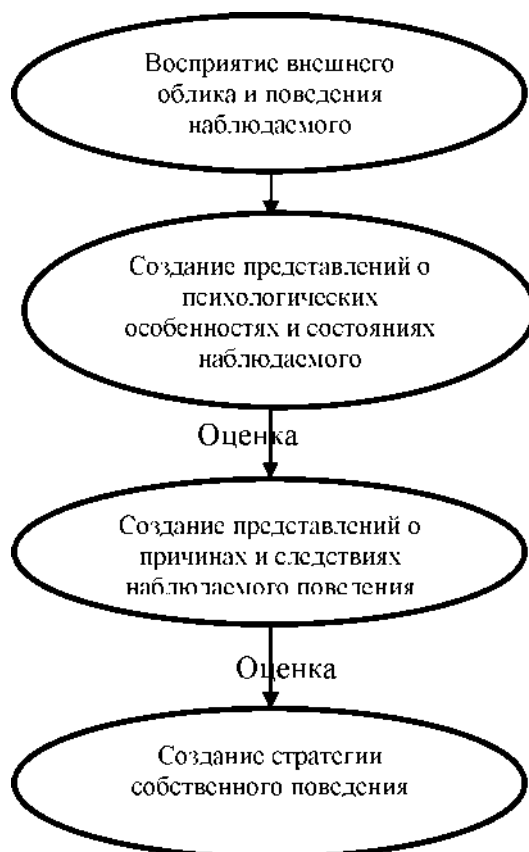 Восприятие внешнего
облика и поведения
наблюдаемого
Создание представлений о
психологических
особенностях и состояниях
наблюдаемого
Оценка
Создание представлений о
причинах и следствиях
наблюдаемого поведения
Оценка
Создание стратегии
собственного поведения